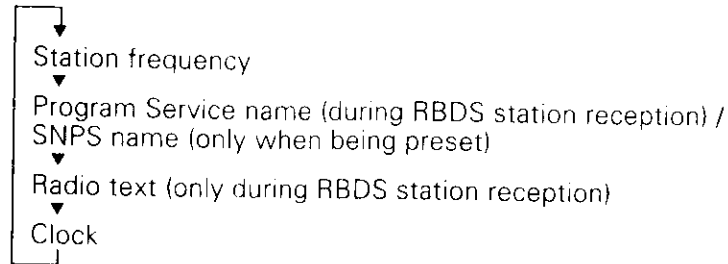 Station frequency
Program Service name (during RBDS station reception) /
SNPS name (only when being preset)
Radio text (only during RBDS station reception)
Clock